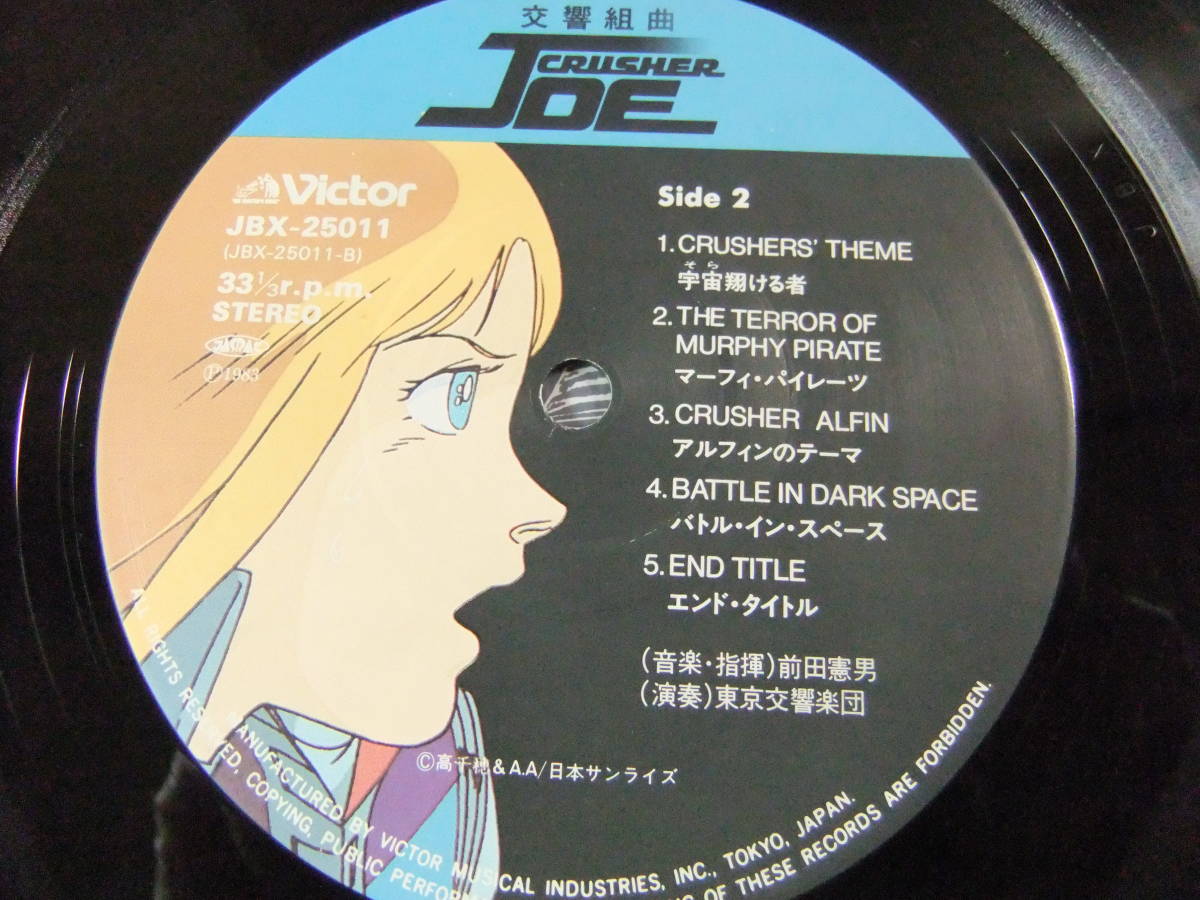 交響組曲
CRUSHER
JOE
Victor
JBX-25011
(JBX-25011-B)
33 1/3 r.p.m.
STEREO
Ⓟ1983
Side 2
1. CRUSHERS' THEME
そら
宇宙翔ける者
2. THE TERROR OF
MURPHY PIRATE
マーフィ・パイレーツ
3. CRUSHER ALFIN
アルフィンのテーマ
4. BATTLE IN DARK SPACE
バトル・イン・スペース
5. END TITLE
エンド・タイトル
(音楽・指揮)前田憲男
(演奏)東京交響楽団
©高千穂&A.A/日本サンライズ
MANUFACTURED BY VICTOR MUSICAL INDUSTRIES, INC., TOKYO, JAPAN.
ALL RIGHTS RESERVED, COPYING, PUBLIC OF THESE RECORDS ARE FORBIDDEN.